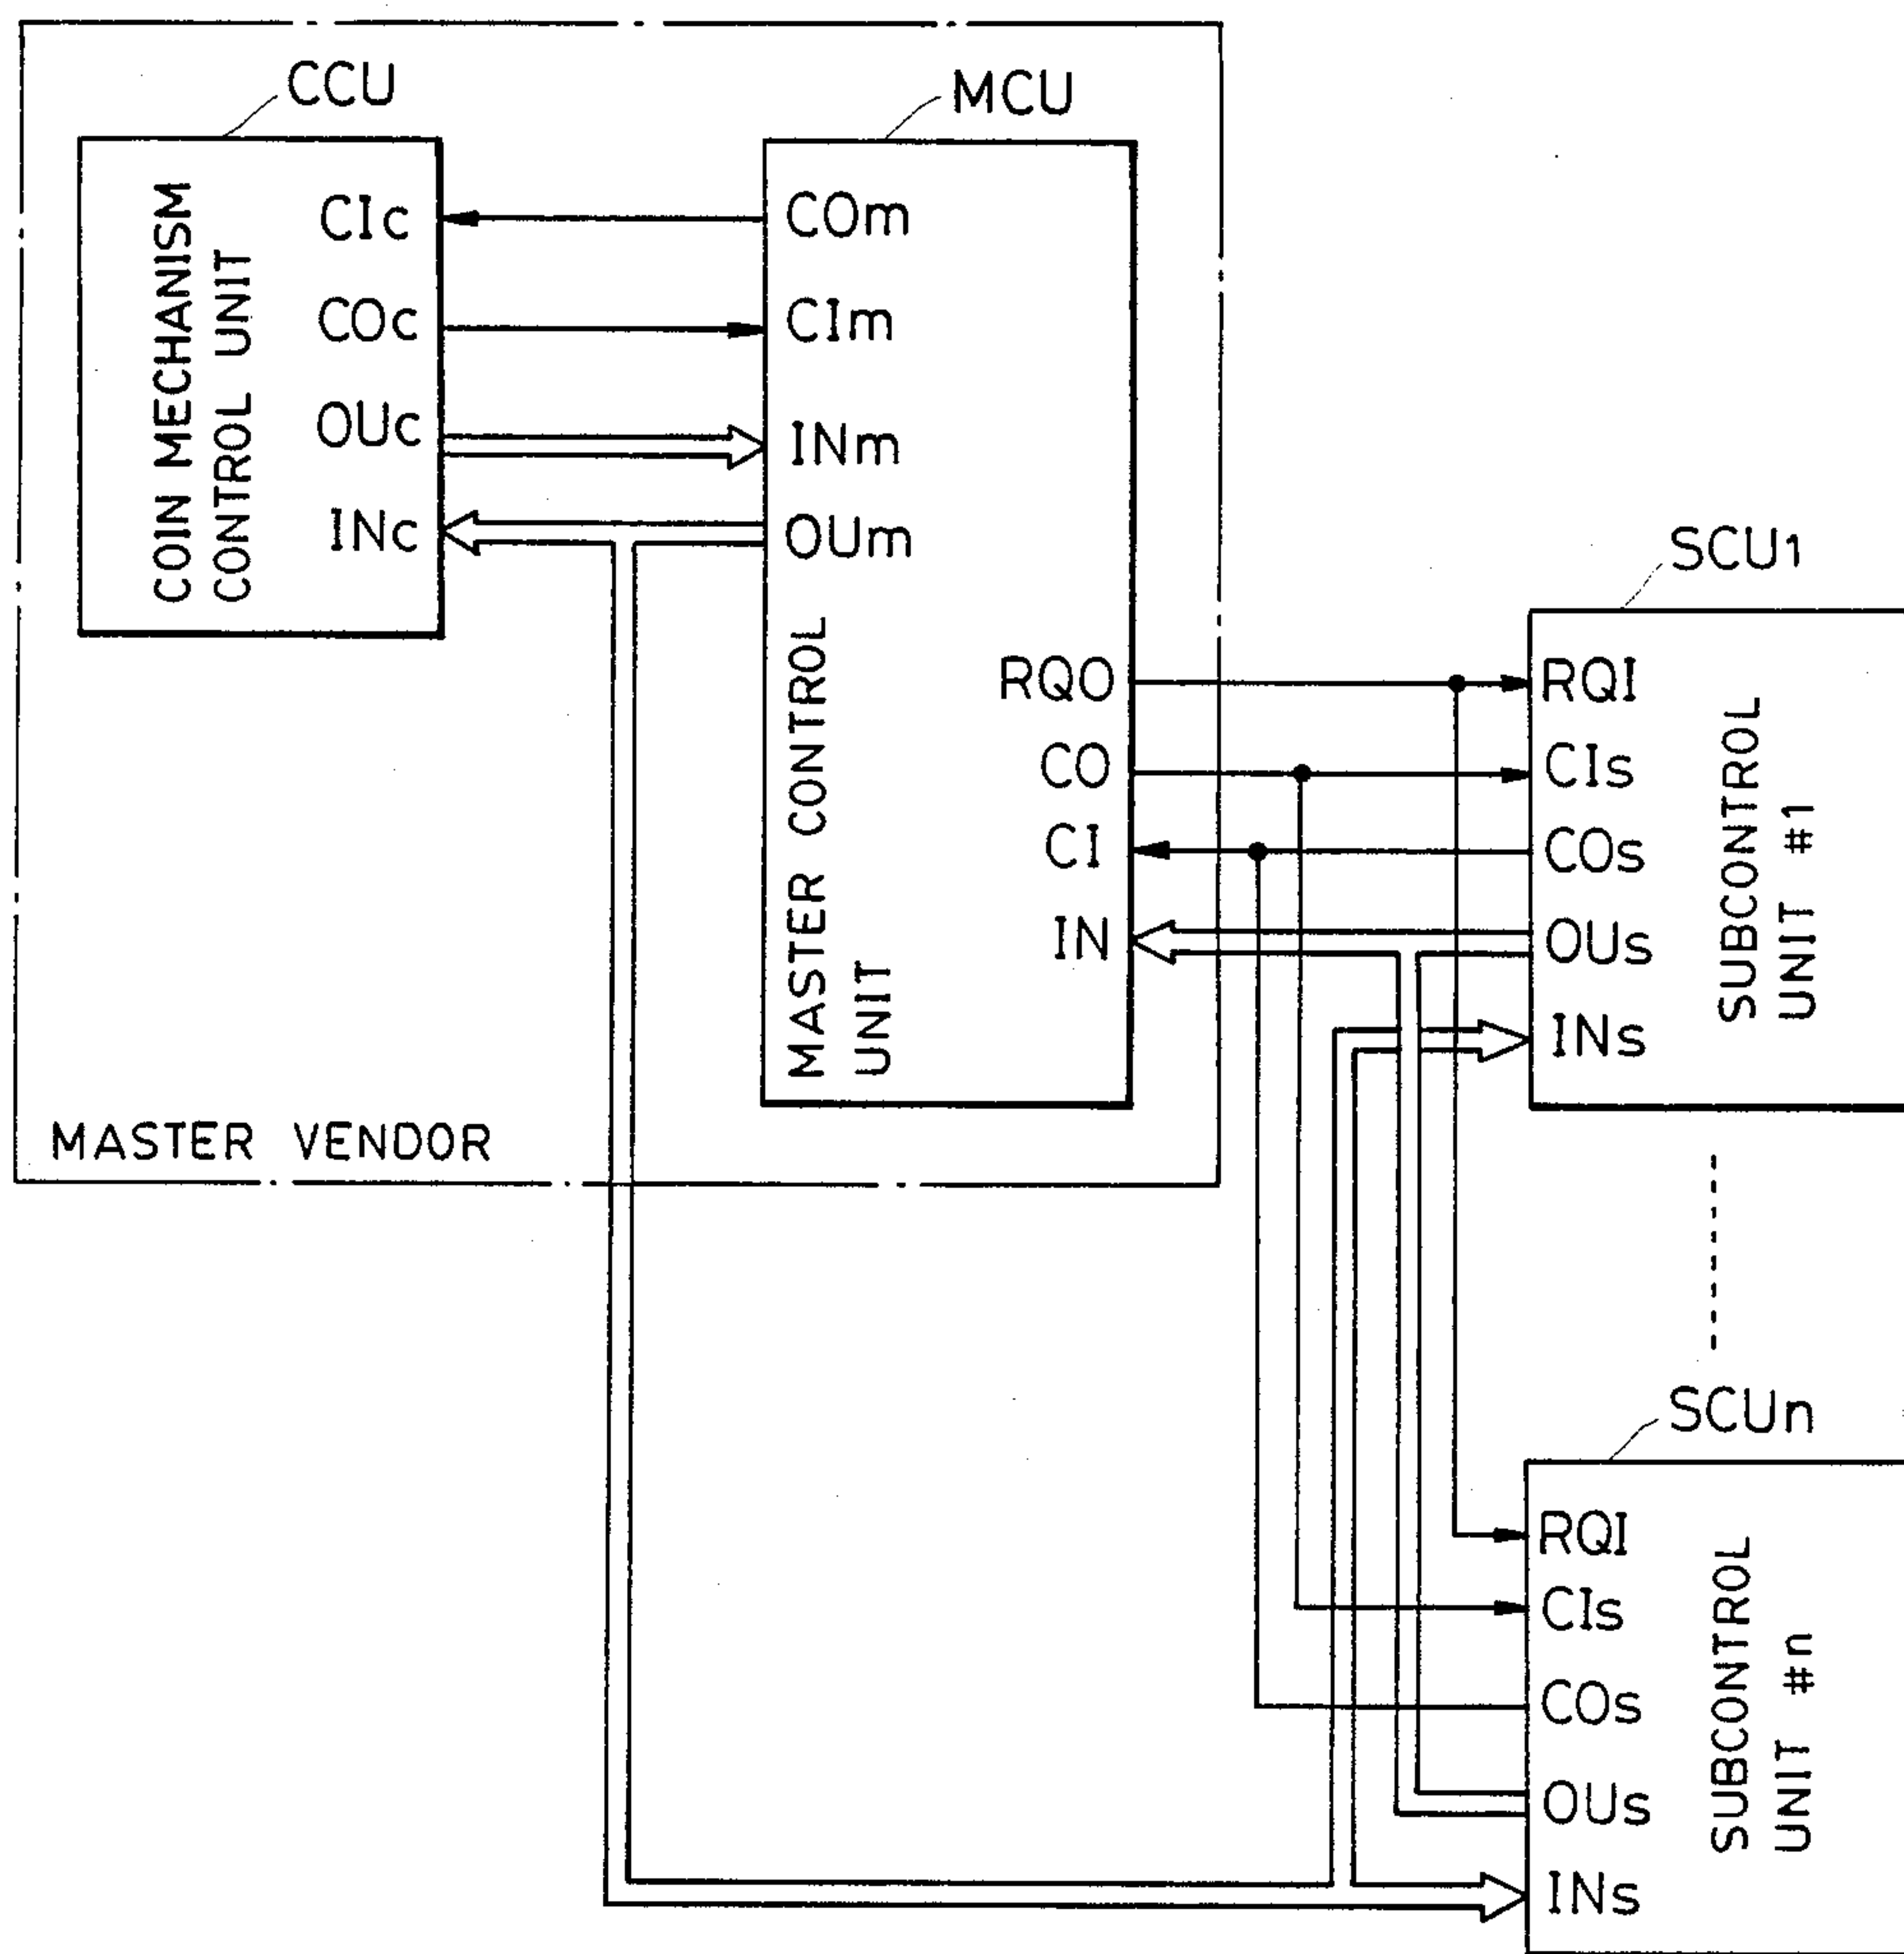 CCU
MCU
CIc
COc
OUc
INc
COIN MECHANISM
CONTROL UNIT
COm
CIm
INm
OUm
RQO
CO
CI
IN
MASTER CONTROL
UNIT
MASTER VENDOR
SCU1
RQI
CIs
COs
OUs
INs
SUBCONTROL
UNIT #1
SCUn
RQI
CIs
COs
OUs
INs
SUBCONTROL
UNIT #n